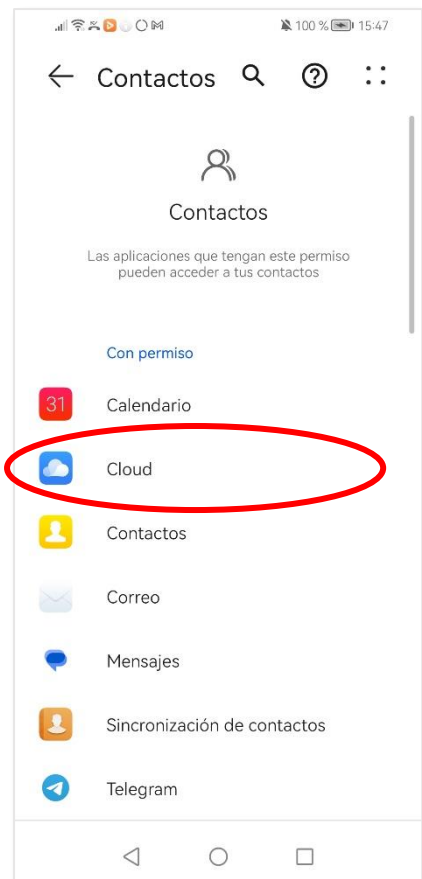 100 % 15:47
Contactos
Contactos
Las aplicaciones que tengan este permiso
pueden acceder a tus contactos
Con permiso
31 Calendario
Cloud
Contactos
Correo
Mensajes
Sincronización de contactos
Telegram